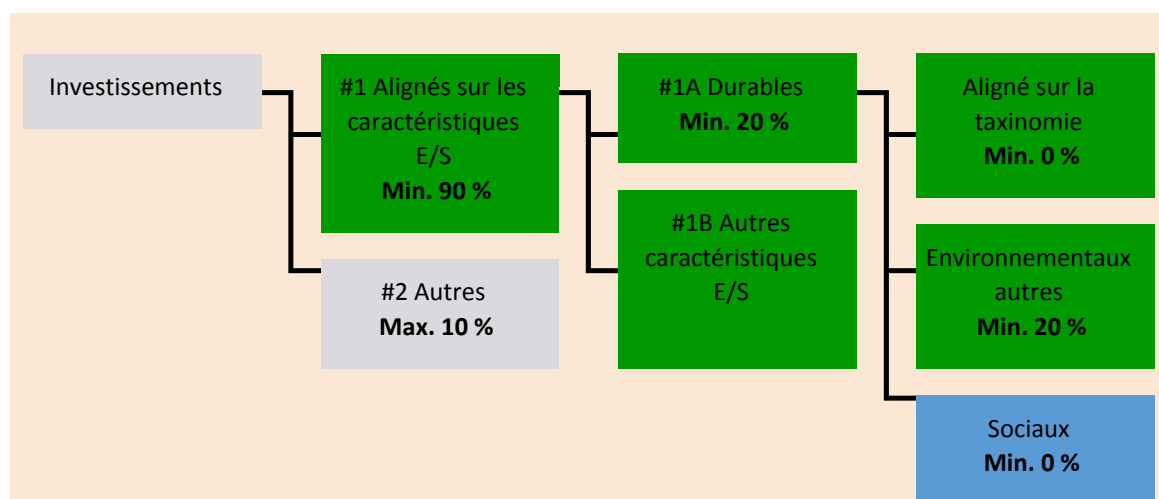 Investissements
#1 Alignés sur les
caractéristiques
E/S
Min. 90 %
#2 Autres
Max. 10 %
#1A Durables
Min. 20 %
#1B Autres
caractéristiques
E/S
Aligné sur la
taxinomie
Min. 0 %
Environnementaux
autres
Min. 20 %
Sociaux
Min. 0 %